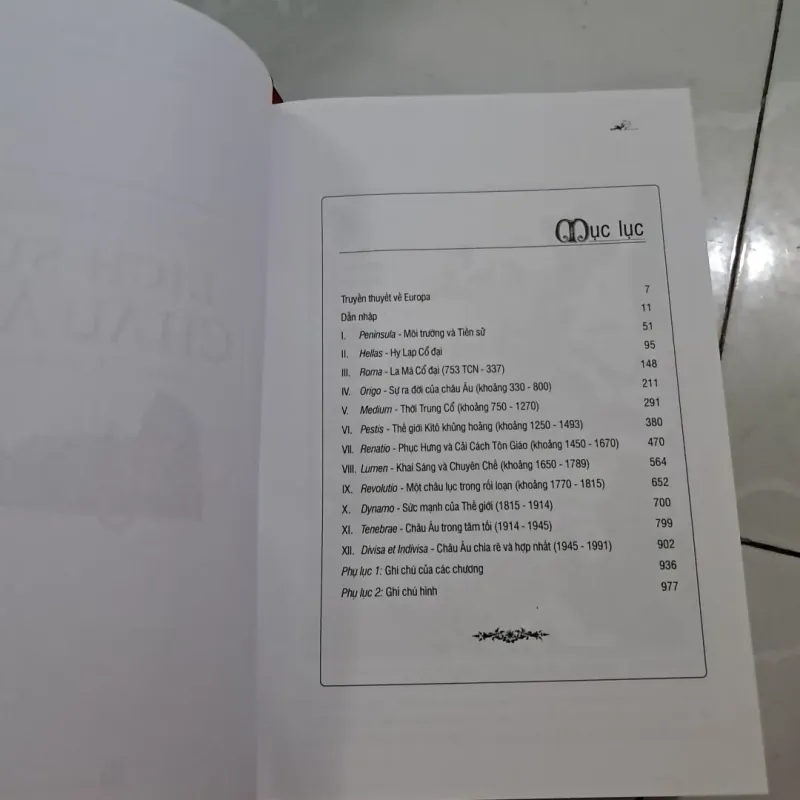 Mục lục
Truyền thuyết về Europa 7
Dẫn nhập 11
I. Peninsula - Môi trường và Tiền sử 51
II. Hellas - Hy Lạp Cổ đại 95
III. Roma - La Mã Cổ đại (753 TCN - 337) 148
IV. Origo - Sự ra đời của châu Âu (khoảng 330 - 800) 211
V. Medium - Thời Trung Cổ (khoảng 750 - 1270) 291
VI. Pestis - Thế giới Kitô khủng hoảng (khoảng 1250 - 1493) 380
VII. Renatio - Phục Hưng và Cải Cách Tôn Giáo (khoảng 1450 - 1670) 470
VIII. Lumen - Khai Sáng và Chuyên Chế (khoảng 1650 - 1789) 564
IX. Revolutio - Một châu lục trong rối loạn (khoảng 1770 - 1815) 652
X. Dynamo - Sức mạnh của Thế giới (1815 - 1914) 700
XI. Tenebrae - Châu Âu trong tăm tối (1914 - 1945) 799
XII. Divisa et Indivisa - Châu Âu chia rẽ và hợp nhất (1945 - 1991) 902
Phụ lục 1: Ghi chú của các chương 936
Phụ lục 2: Ghi chú hình 977